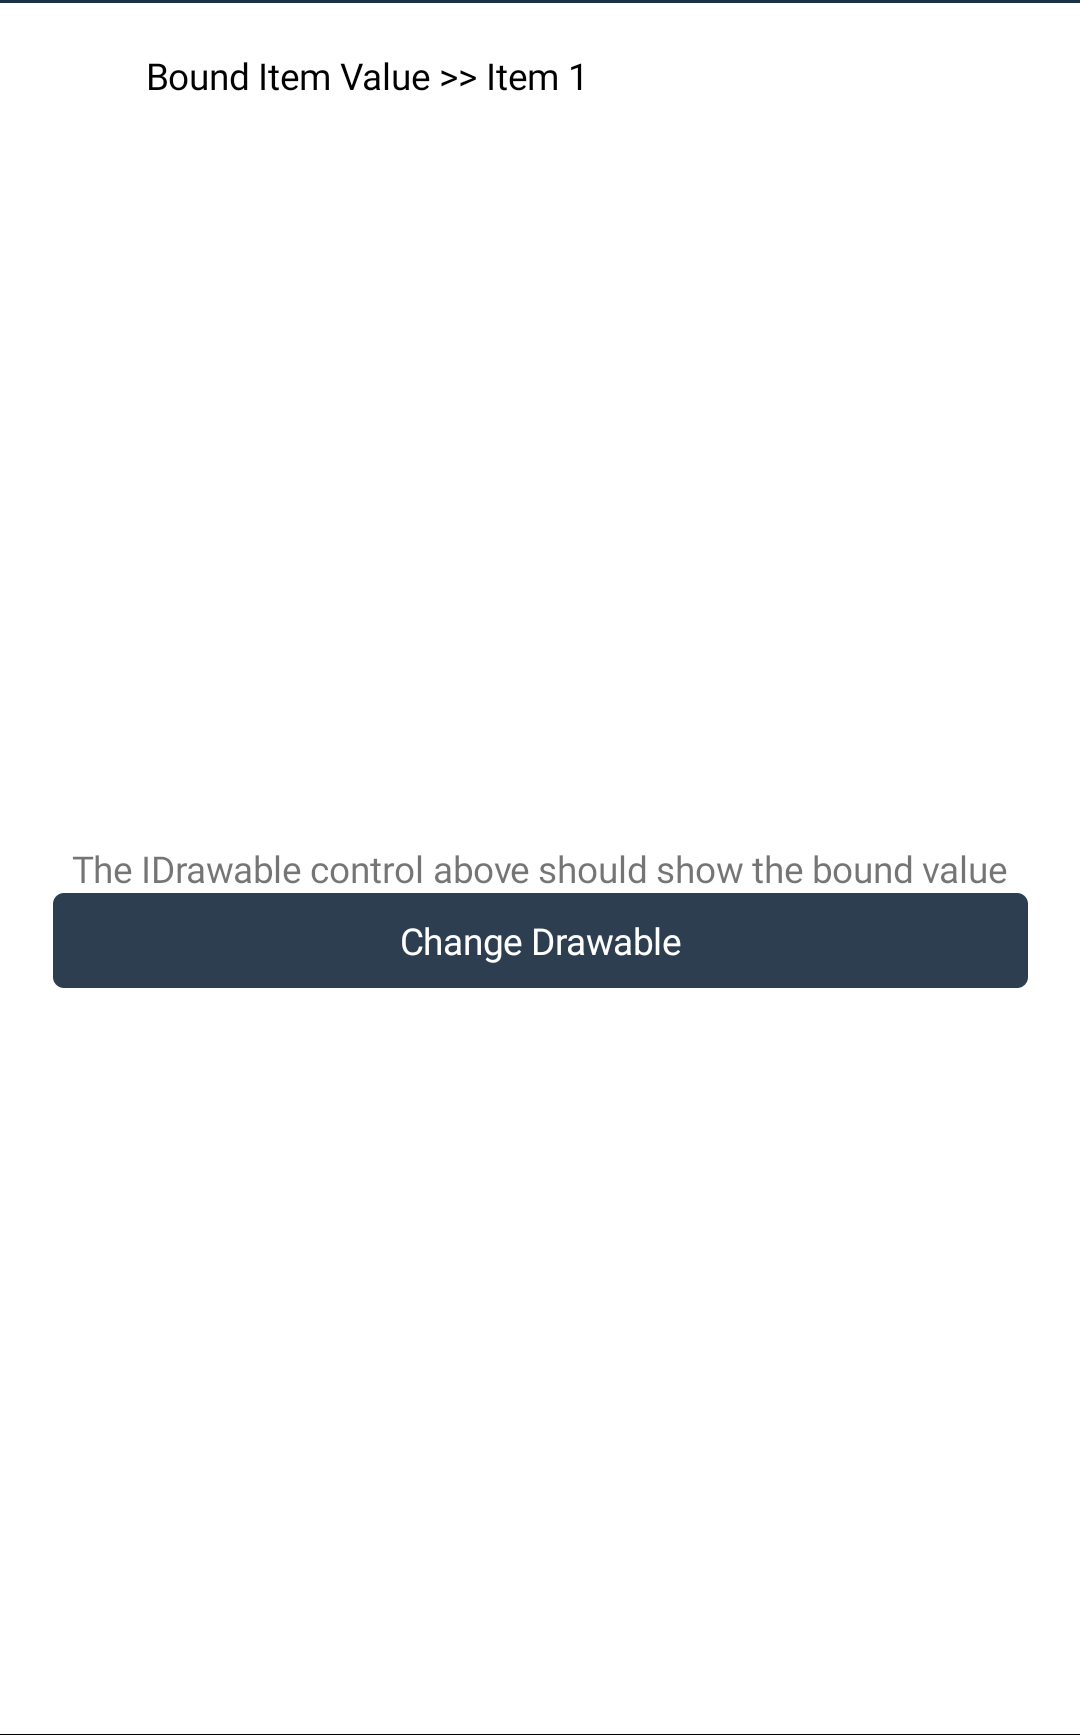 Bound Item Value >> Item 1
The IDrawable control above should show the bound value
Change Drawable